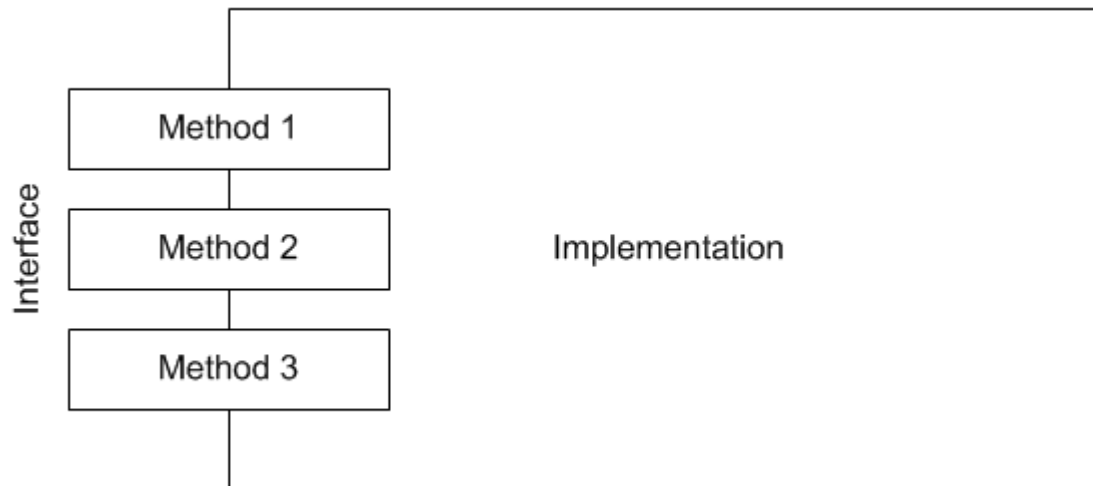 Method 1
Interface
Method 2
Implementation
Method 3